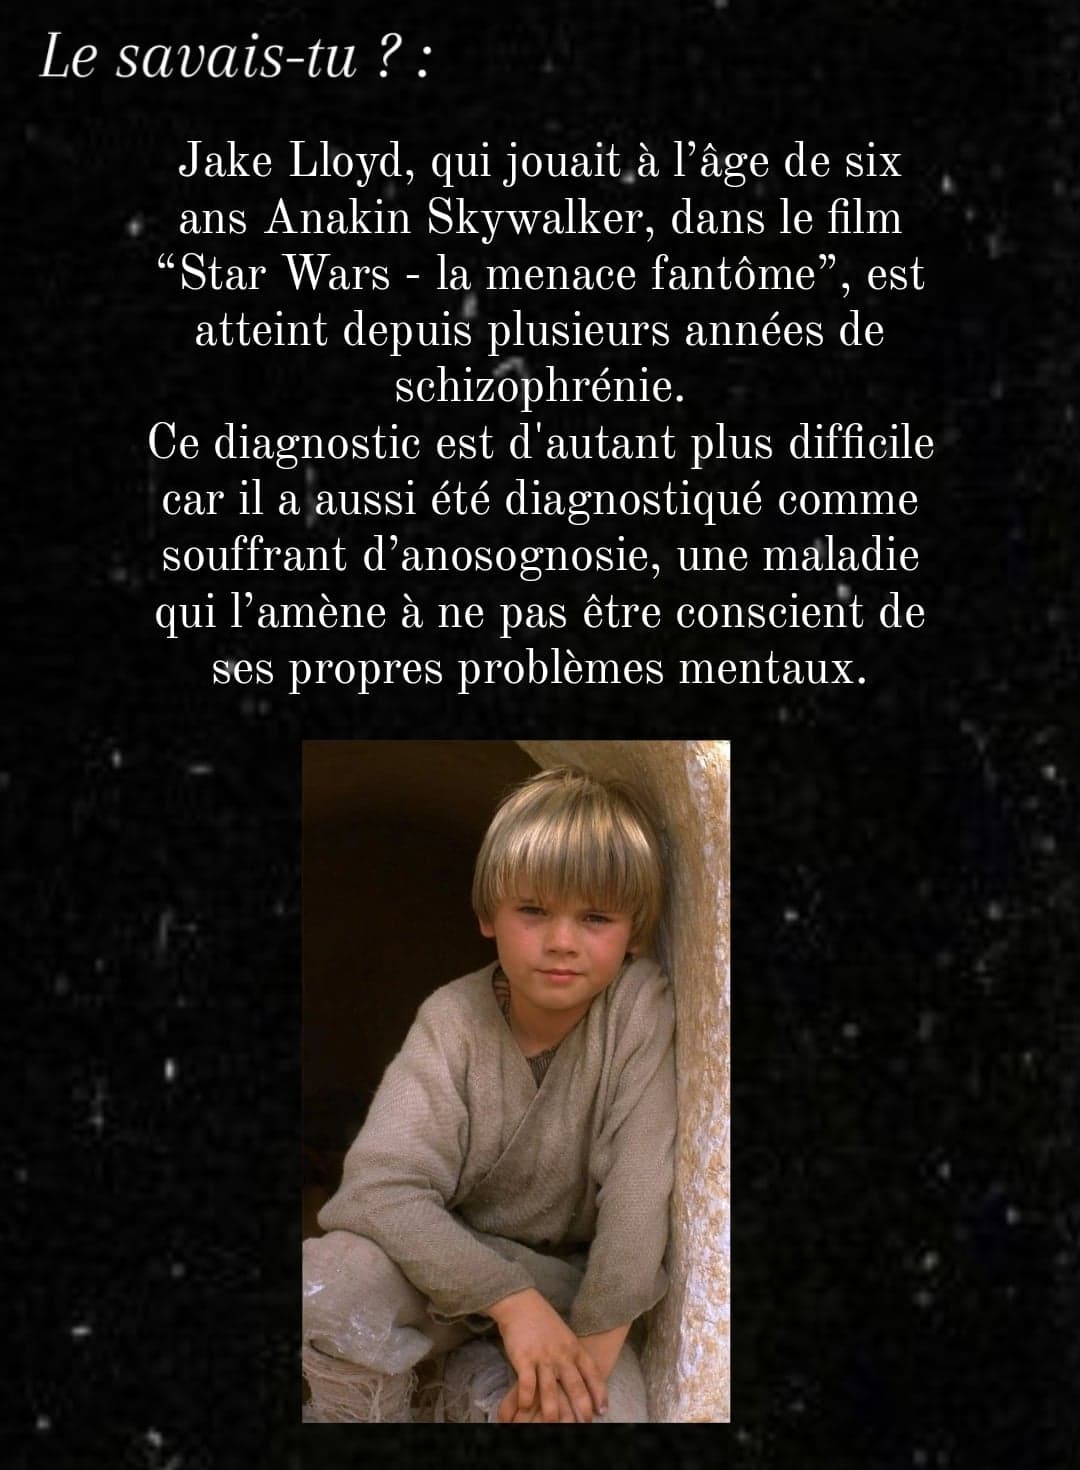 Le savais-tu ? :
Jake Lloyd, qui jouait à l’âge de six
ans Anakin Skywalker, dans le film
“Star Wars - la menace fantôme”, est
atteint depuis plusieurs années de
schizophrénie.
Ce diagnostic est d'autant plus difficile
car il a aussi été diagnostiqué comme
souffrant d’anosognosie, une maladie
qui l’amène à ne pas être conscient de
ses propres problèmes mentaux.